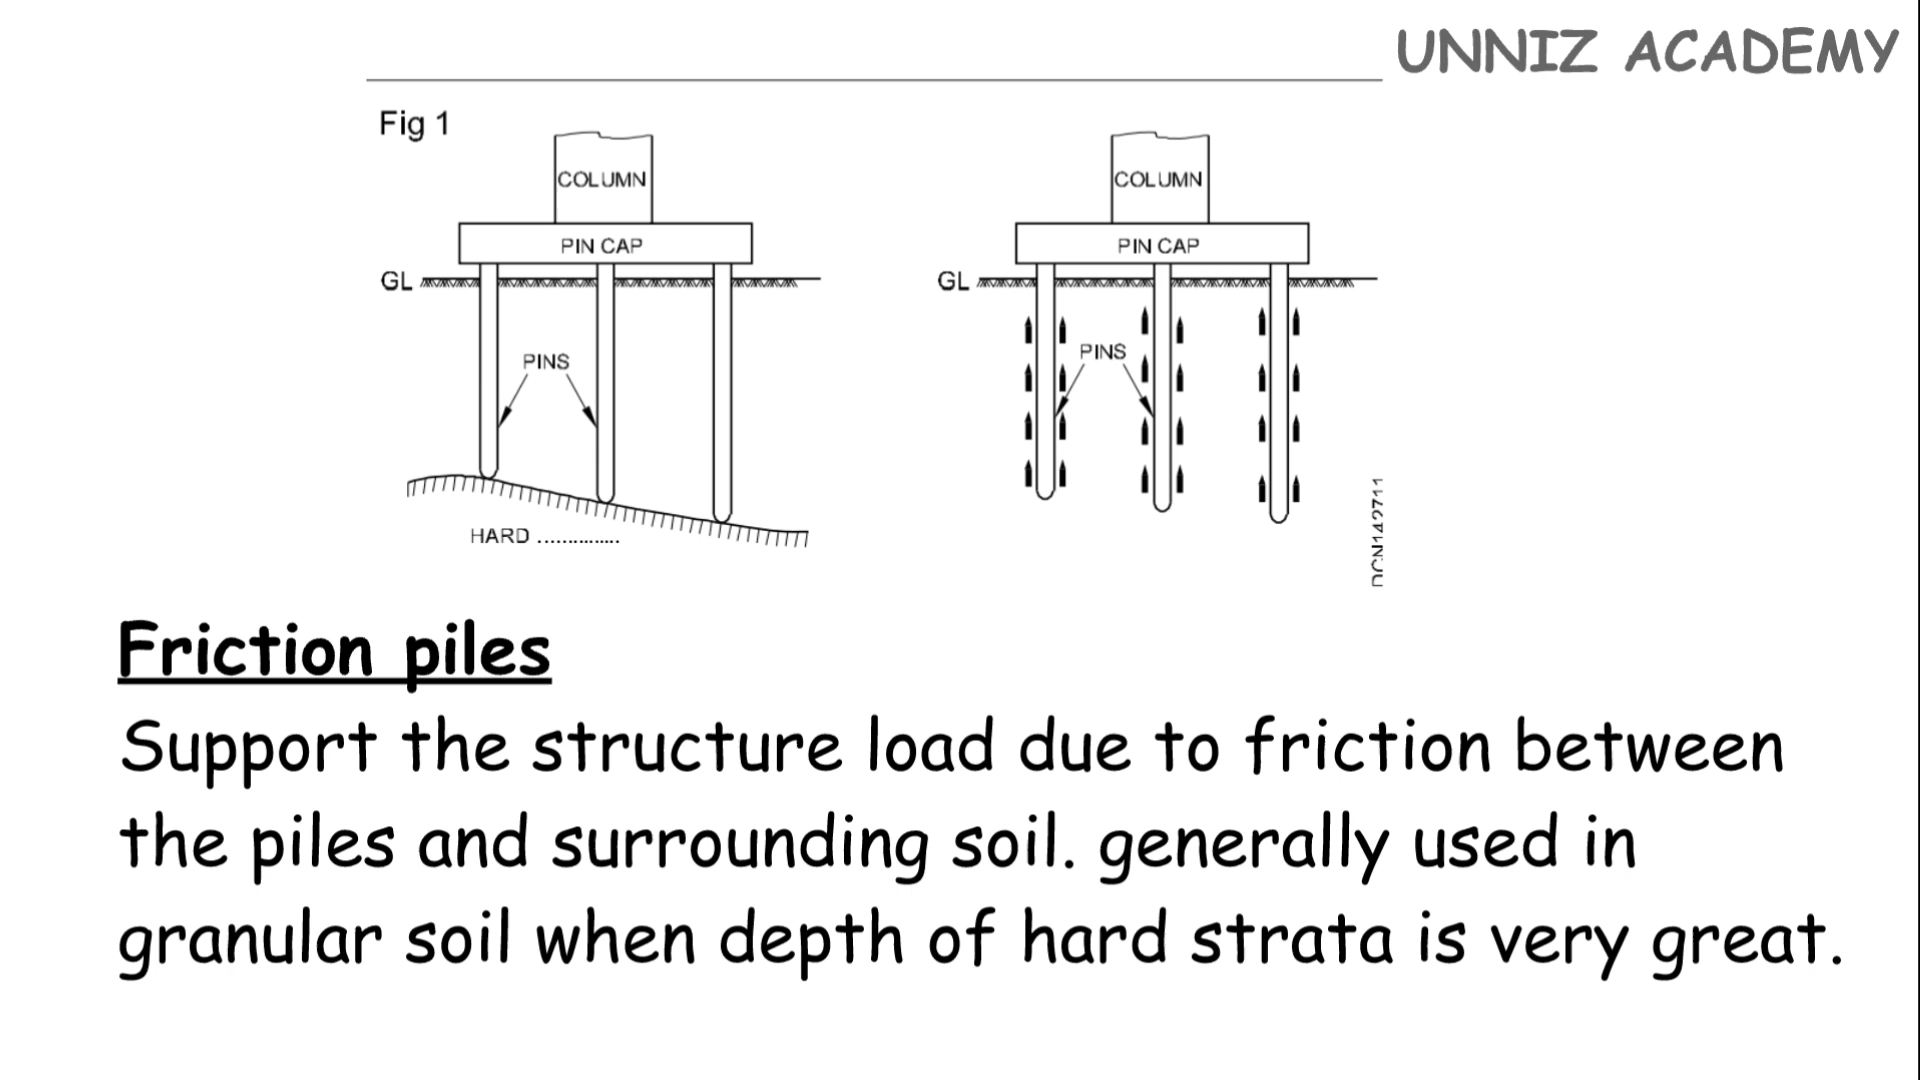 UNNIZ ACADEMY
Fig 1
COLUMN
COLUMN
PIN CAP
PIN CAP
GL
GL
PINS
PINS
HARD ..............
DCN142711
Friction piles
Support the structure load due to friction between
the piles and surrounding soil. generally used in
granular soil when depth of hard strata is very great.